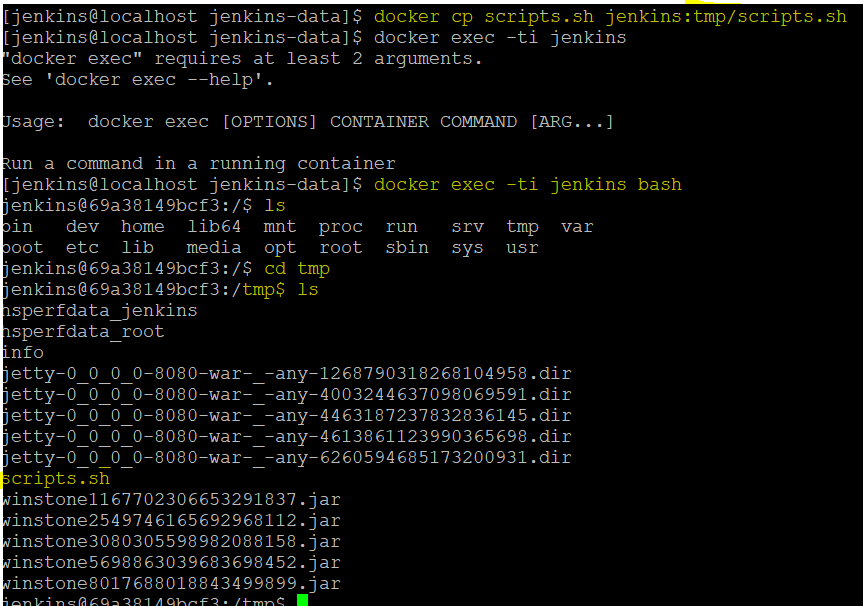 [jenkins@localhost jenkins-data]$ docker cp scripts.sh jenkins:tmp/scripts.sh
[jenkins@localhost jenkins-data]$ docker exec -ti jenkins
"docker exec" requires at least 2 arguments.
See 'docker exec --help'.
Usage:  docker exec [OPTIONS] CONTAINER COMMAND [ARG...]
Run a command in a running container
[jenkins@localhost jenkins-data]$ docker exec -ti jenkins bash
jenkins@69a38149bcf3:/$ ls
bin   dev  home  lib64  mnt  proc  run   srv  tmp  var
boot  etc  lib   media  opt  root  sbin  sys  usr
jenkins@69a38149bcf3:/$ cd tmp
jenkins@69a38149bcf3:/tmp$ ls
hsperfdata_jenkins
hsperfdata_root
info
jetty-0_0_0_0-8080-war-_-any-1268790318268104958.dir
jetty-0_0_0_0-8080-war-_-any-4003244637098069591.dir
jetty-0_0_0_0-8080-war-_-any-4463187237832836145.dir
jetty-0_0_0_0-8080-war-_-any-4613861123990365698.dir
jetty-0_0_0_0-8080-war-_-any-6260594685173200931.dir
scripts.sh
winstone1167702306653291837.jar
winstone2549746165692968112.jar
winstone3080305598982088158.jar
winstone5698863039683698452.jar
winstone8017688018843499899.jar
jenkins@69a38149bcf3:/tmp$